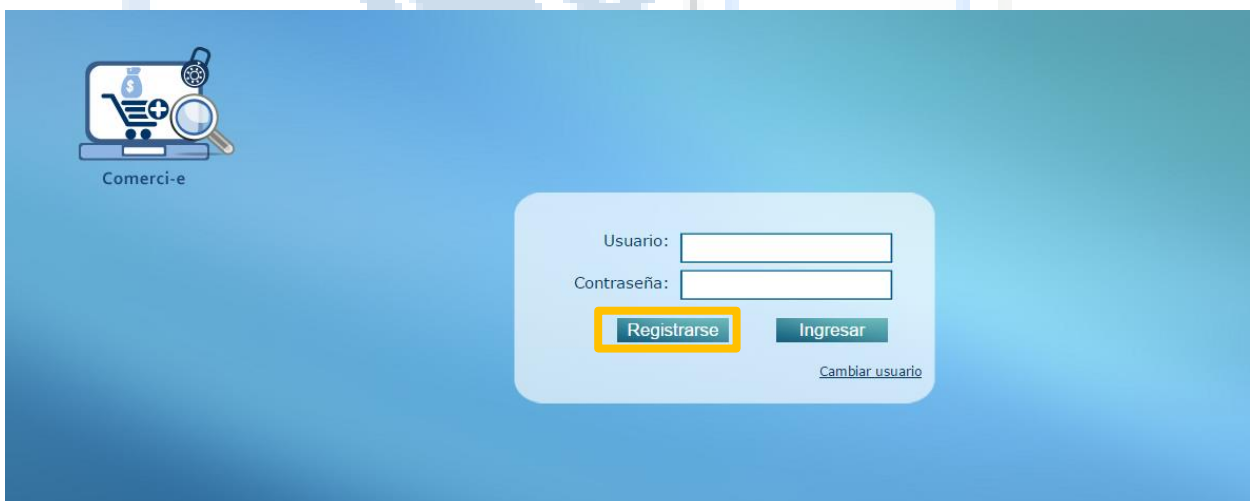 Comerci-e
Usuario:
Contraseña:
Registrarse Ingresar
Cambiar usuario